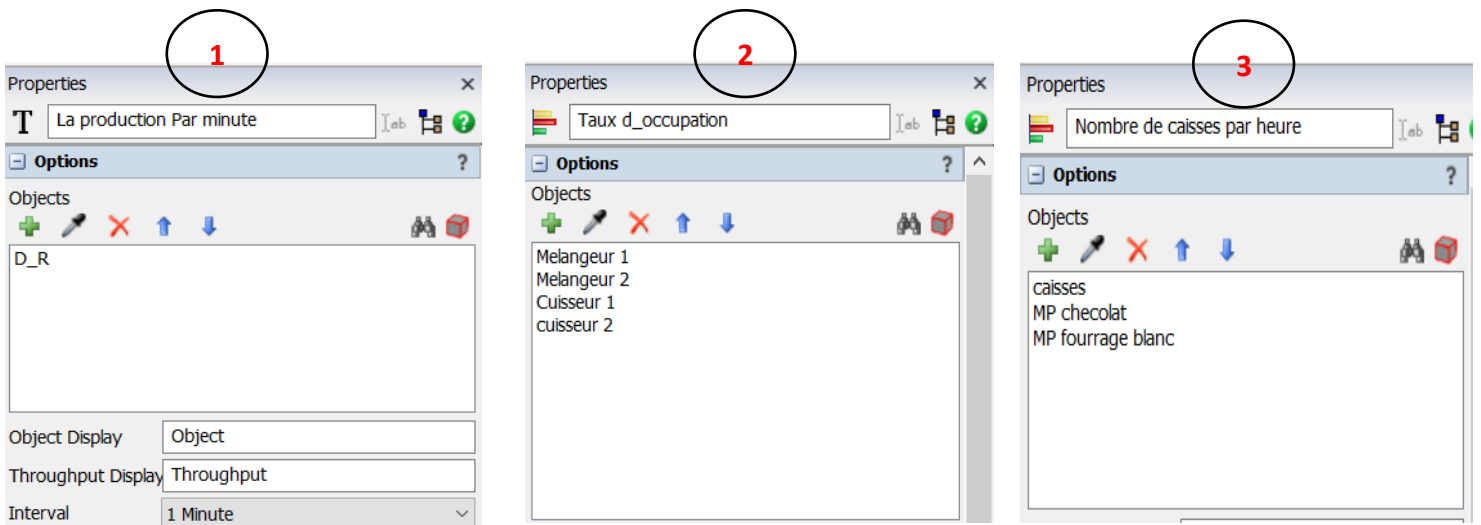 1
Properties
T La production Par minute
Options ?
Objects
D_R
Object Display Object
Throughput Display Throughput
Interval 1 Minute
2
Properties
Taux d_occupation
Options ?
Objects
Melangeur 1
Melangeur 2
Cuisseur 1
cuisseur 2
3
Properties
Nombre de caisses par heure
Options ?
Objects
caisses
MP checolat
MP fourrage blanc